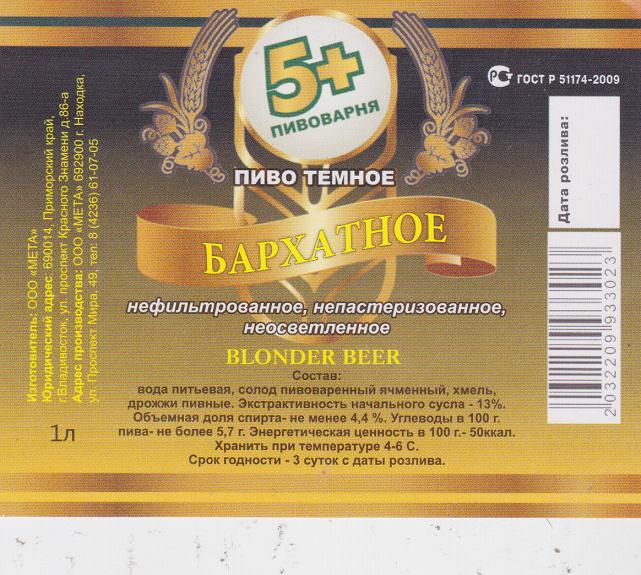 5+
ПИВОВАРНЯ
РСТ ГОСТ Р 51174-2009
ПИВО ТЕМНОЕ
БАРХАТНОЕ
нефильтрованное, непастеризованное,
неосветленное
BLONDER BEER
Состав:
вода питьевая, солод пивоваренный ячменный, хмель,
дрожжи пивные. Экстрактивность начального сусла - 13%.
Объемная доля спирта- не менее 4,4 %. Углеводы в 100 г.
пива- не более 5,7 г. Энергетическая ценность в 100 г.- 50ккал.
Хранить при температуре 4-6 С.
Срок годности - 3 суток с даты розлива.
1л
Изготовитель: ООО «МЕТА»
Юридический адрес: 690014, Приморский край,
г.Владивосток, ул. проспект Красного Знамени д.86-а
Адрес производства: ООО «МЕТА» 692900 г. Находка,
ул. Проспект Мира, 49, тел: 8 (4236) 61-07-05
Дата розлива:
2032209933023